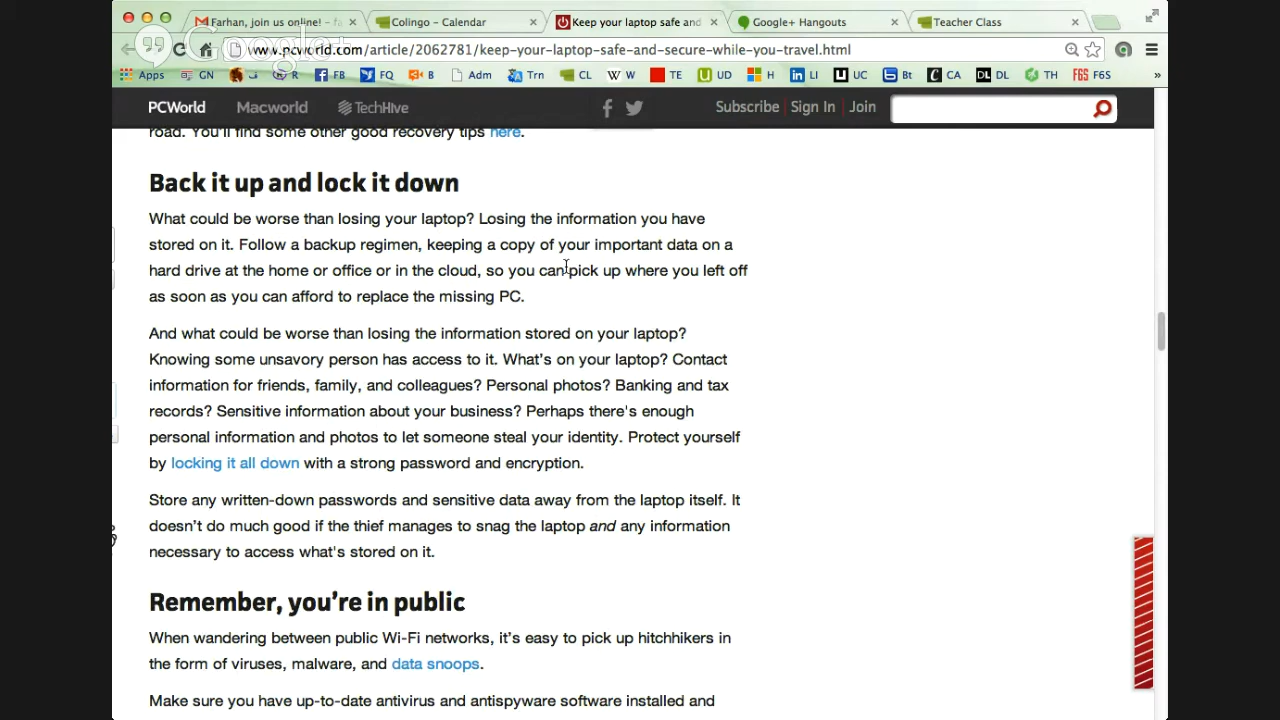 Farhan, join us online! –
Colingo – Calendar
Keep your laptop safe and
Google+ Hangouts
Teacher Class
Google+
www.pcworld.com/article/2062781/keep-your-laptop-safe-and-secure-while-you-travel.html
Apps GN R FB FQ B Adm Trn CL W TE UD H LI UC Bt CA DL TH F6S »
PCWorld Macworld TechHive Subscribe Sign In Join
road. You'll find some other good recovery tips here.
Back it up and lock it down
What could be worse than losing your laptop? Losing the information you have
stored on it. Follow a backup regimen, keeping a copy of your important data on a
hard drive at the home or office or in the cloud, so you can pick up where you left off
as soon as you can afford to replace the missing PC.
And what could be worse than losing the information stored on your laptop?
Knowing some unsavory person has access to it. What's on your laptop? Contact
information for friends, family, and colleagues? Personal photos? Banking and tax
records? Sensitive information about your business? Perhaps there's enough
personal information and photos to let someone steal your identity. Protect yourself
by locking it all down with a strong password and encryption.
Store any written-down passwords and sensitive data away from the laptop itself. It
doesn't do much good if the thief manages to snag the laptop and any information
necessary to access what's stored on it.
Remember, you're in public
When wandering between public Wi-Fi networks, it's easy to pick up hitchhikers in
the form of viruses, malware, and data snoops.
Make sure you have up-to-date antivirus and antispyware software installed and